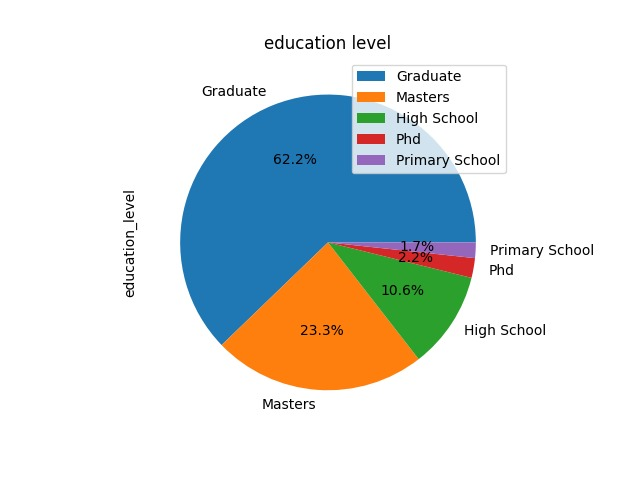 education level
Graduate
Masters
High School
Phd
Primary School
Graduate
62.2%
education_level
1.7%
Primary School
2.2%
Phd
10.6%
High School
23.3%
Masters